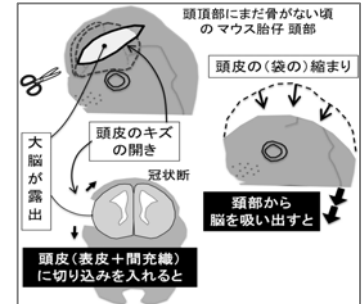 頭頂部にまだ骨がない頃
の マウス胎仔 頭部
頭皮の(袋の)縮まり
頭皮のキズ
の開き
大脳が露出
冠状断
頸部から
脳を吸い出すと
頭皮(表皮+間充織)
に切り込みを入れると